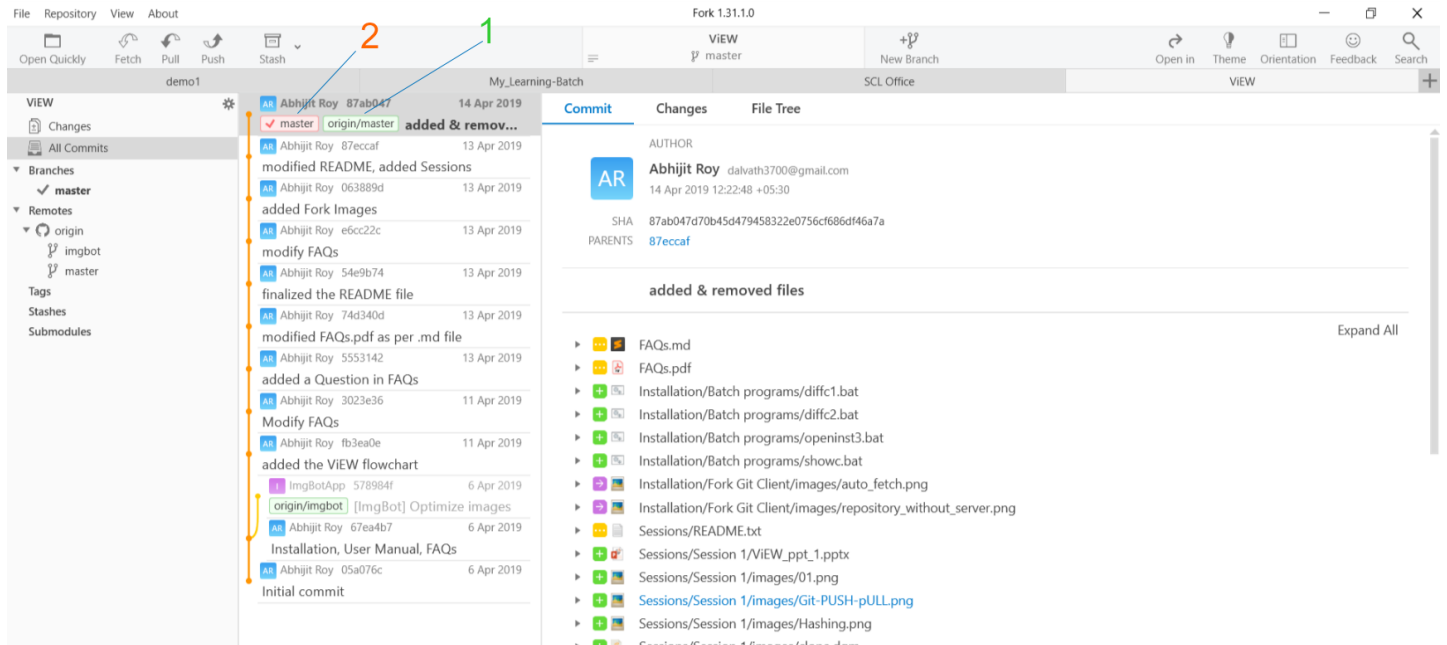 File Repository View About
Fork 1.31.1.0
2
1
Open Quickly
Fetch
Pull
Push
Stash
ViEW
master
New Branch
Open in
Theme
Orientation
Feedback
Search
demo1
My_Learning-Batch
SCL Office
ViEW
ViEW
Changes
All Commits
Branches
master
Remotes
origin
imgbot
master
Tags
Stashes
Submodules
AR Abhijit Roy 87ab047 14 Apr 2019
master origin/master added & remov...
AR Abhijit Roy 87eccaf 13 Apr 2019
modified README, added Sessions
AR Abhijit Roy 063889d 13 Apr 2019
added Fork Images
AR Abhijit Roy e6cc22c 13 Apr 2019
modify FAQs
AR Abhijit Roy 54e9b74 13 Apr 2019
finalized the README file
AR Abhijit Roy 74d340d 13 Apr 2019
modified FAQs.pdf as per .md file
AR Abhijit Roy 5553142 13 Apr 2019
added a Question in FAQs
AR Abhijit Roy 3023e36 11 Apr 2019
Modify FAQs
AR Abhijit Roy fb3ea0e 11 Apr 2019
added the ViEW flowchart
I ImgBotApp 578984f 6 Apr 2019
origin/imgbot [ImgBot] Optimize images
AR Abhijit Roy 67ea4b7 6 Apr 2019
Installation, User Manual, FAQs
AR Abhijit Roy 05a076c 6 Apr 2019
Initial commit
Commit
Changes
File Tree
AUTHOR
AR
Abhijit Roy dalvath3700@gmail.com
14 Apr 2019 12:22:48 +05:30
SHA 87ab047d70b45d479458322e0756cf686df46a7a
PARENTS 87eccaf
added & removed files
Expand All
FAQs.md
FAQs.pdf
Installation/Batch programs/diffc1.bat
Installation/Batch programs/diffc2.bat
Installation/Batch programs/openinst3.bat
Installation/Batch programs/showc.bat
Installation/Fork Git Client/images/auto_fetch.png
Installation/Fork Git Client/images/repository_without_server.png
Sessions/README.txt
Sessions/Session 1/ViEW_ppt_1.pptx
Sessions/Session 1/images/01.png
Sessions/Session 1/images/Git-PUSH-pULL.png
Sessions/Session 1/images/Hashing.png